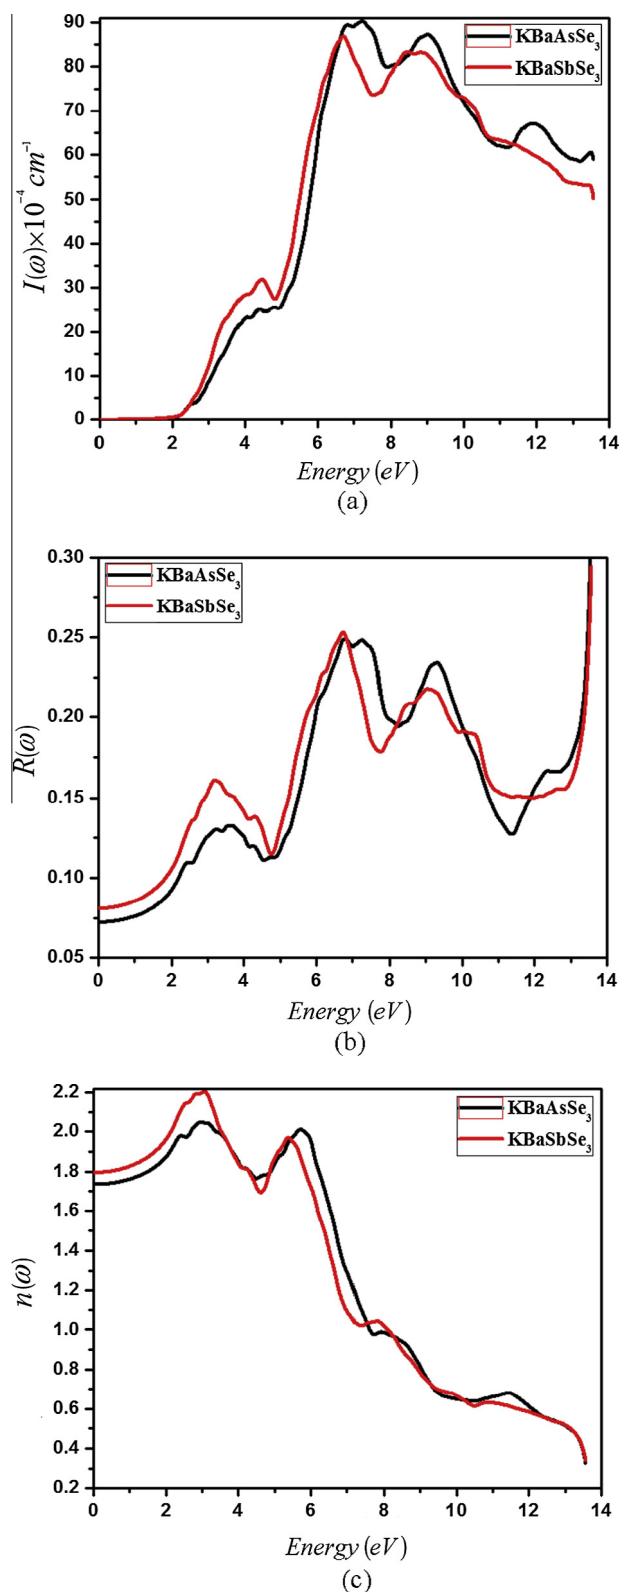 90
80
70
60
50
40
30
20
10
0
I(ω)×10⁻⁴ cm⁻¹
KBaAsSe₃
KBaSbSe₃
0 2 4 6 8 10 12 14
Energy (eV)
(a)
0.30
0.25
0.20
0.15
0.10
0.05
R(ω)
KBaAsSe₃
KBaSbSe₃
0 2 4 6 8 10 12 14
Energy (eV)
(b)
2.2
2.0
1.8
1.6
1.4
1.2
1.0
0.8
0.6
0.4
0.2
n(ω)
KBaAsSe₃
KBaSbSe₃
0 2 4 6 8 10 12 14
Energy (eV)
(c)